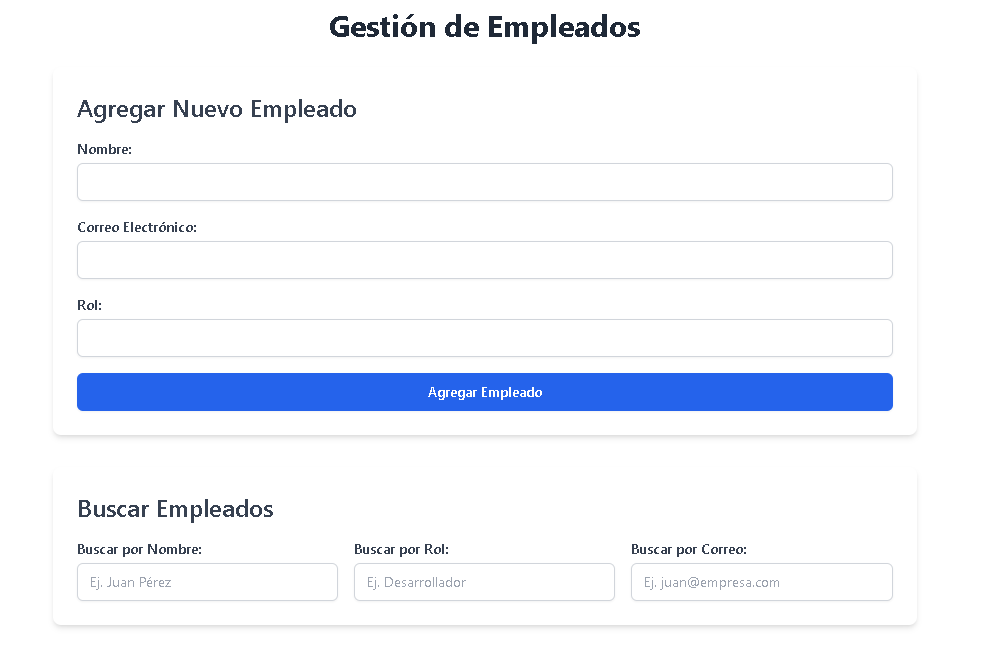 Gestión de Empleados
Agregar Nuevo Empleado
Nombre:
Correo Electrónico:
Rol:
Agregar Empleado
Buscar Empleados
Buscar por Nombre: Buscar por Rol: Buscar por Correo:
Ej. Juan Pérez Ej. Desarrollador Ej. juan@empresa.com